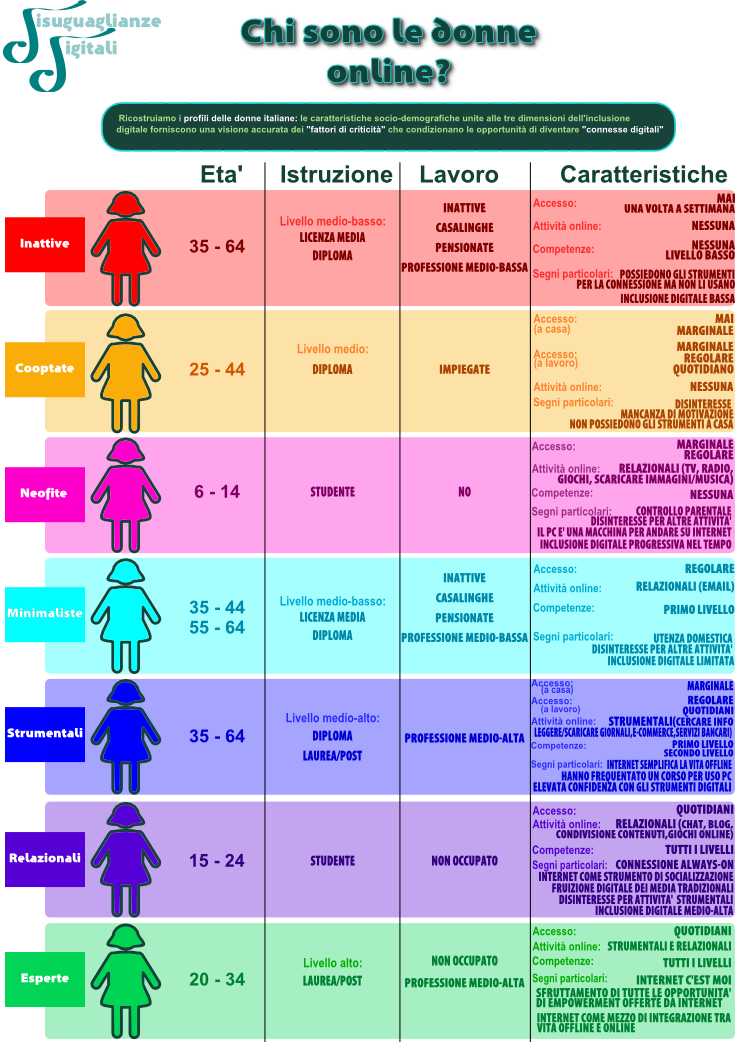 Disuguaglianze
Digitali
Chi sono le donne
online?
Ricostruiamo i profili delle donne italiane: le caratteristiche socio-demografiche unite alle tre dimensioni dell'inclusione
digitale forniscono una visione accurata dei "fattori di criticità" che condizionano le opportunità di diventare "connesse digitali"
Eta' Istruzione Lavoro Caratteristiche
Inattive
35 - 64
Livello medio-basso:
LICENZA MEDIA
DIPLOMA
INATTIVE
CASALINGHE
PENSIONATE
PROFESSIONE MEDIO-BASSA
Accesso: MAI
UNA VOLTA A SETTIMANA
Attività online: NESSUNA
Competenze: NESSUNA
LIVELLO BASSO
Segni particolari: POSSIEDONO GLI STRUMENTI
PER LA CONNESSIONE MA NON LI USANO
INCLUSIONE DIGITALE BASSA
Cooptate
25 - 44
Livello medio:
DIPLOMA
IMPIEGATE
Accesso: MAI
(a casa) MARGINALE
Accesso: MARGINALE
(a lavoro) REGOLARE
QUOTIDIANO
Attività online: NESSUNA
Segni particolari: DISINTERESSE
MANCANZA DI MOTIVAZIONE
NON POSSIEDONO GLI STRUMENTI A CASA
Neofite
6 - 14
STUDENTE
NO
Accesso: MARGINALE
REGOLARE
Attività online: RELAZIONALI (TV, RADIO,
GIOCHI, SCARICARE IMMAGINI/MUSICA)
Competenze: NESSUNA
Segni particolari: CONTROLLO PARENTALE
DISINTERESSE PER ALTRE ATTIVITA'
IL PC E' UNA MACCHINA PER ANDARE SU INTERNET
INCLUSIONE DIGITALE PROGRESSIVA NEL TEMPO
Minimaliste
35 - 44
55 - 64
Livello medio-basso:
LICENZA MEDIA
DIPLOMA
INATTIVE
CASALINGHE
PENSIONATE
PROFESSIONE MEDIO-BASSA
Accesso: REGOLARE
Attività online: RELAZIONALI (EMAIL)
Competenze: PRIMO LIVELLO
Segni particolari: UTENZA DOMESTICA
DISINTERESSE PER ALTRE ATTIVITA'
INCLUSIONE DIGITALE LIMITATA
Strumentali
35 - 64
Livello medio-alto:
DIPLOMA
LAUREA/POST
PROFESSIONE MEDIO-ALTA
Accesso: MARGINALE
(a casa)
Accesso: REGOLARE
(a lavoro) QUOTIDIANI
Attività online: STRUMENTALI(CERCARE INFO
LEGGERE/SCARICARE GIORNALI,E-COMMERCE,SERVIZI BANCARI)
Competenze: PRIMO LIVELLO
SECONDO LIVELLO
Segni particolari: INTERNET SEMPLIFICA LA VITA OFFLINE
HANNO FREQUENTATO UN CORSO PER USO PC
ELEVATA CONFIDENZA CON GLI STRUMENTI DIGITALI
Relazionali
15 - 24
STUDENTE
NON OCCUPATO
Accesso: QUOTIDIANI
Attività online: RELAZIONALI (CHAT, BLOG,
CONDIVISIONE CONTENUTI,GIOCHI ONLINE)
Competenze: TUTTI I LIVELLI
Segni particolari: CONNESSIONE ALWAYS-ON
INTERNET COME STRUMENTO DI SOCIALIZZAZIONE
FRUIZIONE DIGITALE DEI MEDIA TRADIZIONALI
DISINTERESSE PER ATTIVITA' STRUMENTALI
INCLUSIONE DIGITALE MEDIO-ALTA
Esperte
20 - 34
Livello alto:
LAUREA/POST
NON OCCUPATO
PROFESSIONE MEDIO-ALTA
Accesso: QUOTIDIANI
Attività online: STRUMENTALI E RELAZIONALI
Competenze: TUTTI I LIVELLI
Segni particolari: INTERNET C'EST MOI
SFRUTTAMENTO DI TUTTE LE OPPORTUNITA'
DI EMPOWERMENT OFFERTE DA INTERNET
INTERNET COME MEZZO DI INTEGRAZIONE TRA
VITA OFFLINE E ONLINE